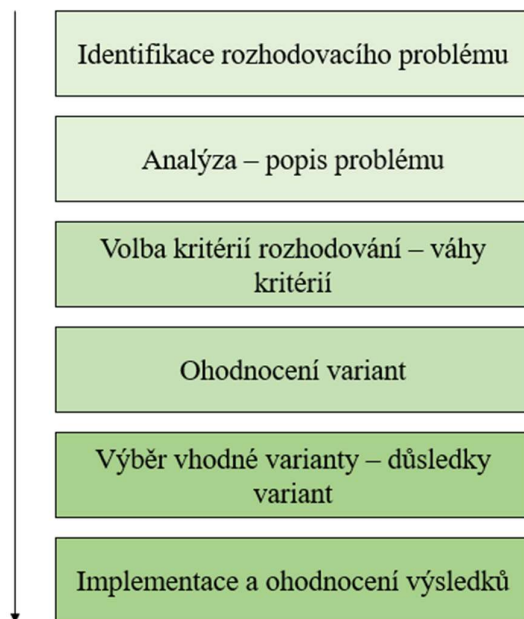 Identifikace rozhodovacího problému
Analýza – popis problému
Volba kritérií rozhodování – váhy
kritérií
Ohodnocení variant
Výběr vhodné varianty – důsledky
variant
Implementace a ohodnocení výsledků